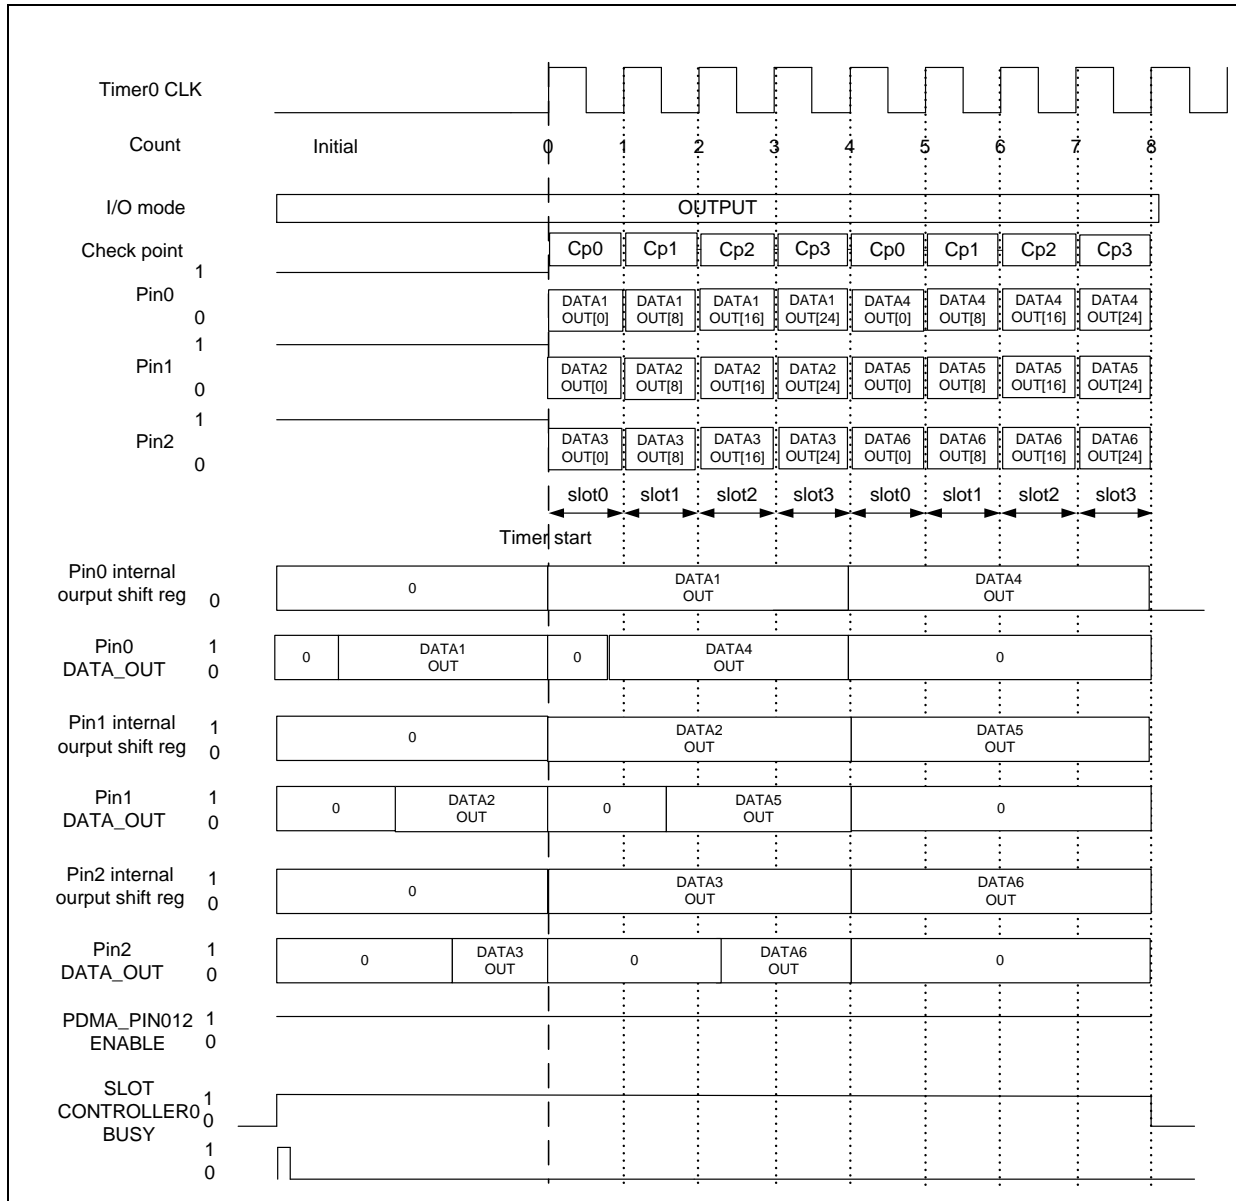 Timer0 CLK
Count Initial 0 1 2 3 4 5 6 7 8
I/O mode OUTPUT
Check point Cp0 Cp1 Cp2 Cp3 Cp0 Cp1 Cp2 Cp3
1
Pin0
0
DATA1 OUT[0] DATA1 OUT[8] DATA1 OUT[16] DATA1 OUT[24] DATA4 OUT[0] DATA4 OUT[8] DATA4 OUT[16] DATA4 OUT[24]
1
Pin1
0
DATA2 OUT[0] DATA2 OUT[8] DATA2 OUT[16] DATA2 OUT[24] DATA5 OUT[0] DATA5 OUT[8] DATA5 OUT[16] DATA5 OUT[24]
1
Pin2
0
DATA3 OUT[0] DATA3 OUT[8] DATA3 OUT[16] DATA3 OUT[24] DATA6 OUT[0] DATA6 OUT[8] DATA6 OUT[16] DATA6 OUT[24]
slot0 slot1 slot2 slot3 slot0 slot1 slot2 slot3
Timer start
Pin0 internal
ourput shift reg 0
0 DATA1 OUT DATA4 OUT
Pin0 1
DATA_OUT 0
0 DATA1 OUT 0 DATA4 OUT 0
Pin1 internal 1
ourput shift reg 0
0 DATA2 OUT DATA5 OUT
Pin1 1
DATA_OUT 0
0 DATA2 OUT 0 DATA5 OUT 0
Pin2 internal 1
ourput shift reg 0
0 DATA3 OUT DATA6 OUT
Pin2 1
DATA_OUT 0
0 DATA3 OUT 0 DATA6 OUT 0
PDMA_PIN012 1
ENABLE 0
SLOT
CONTROLLER0 1
BUSY 0
1
0